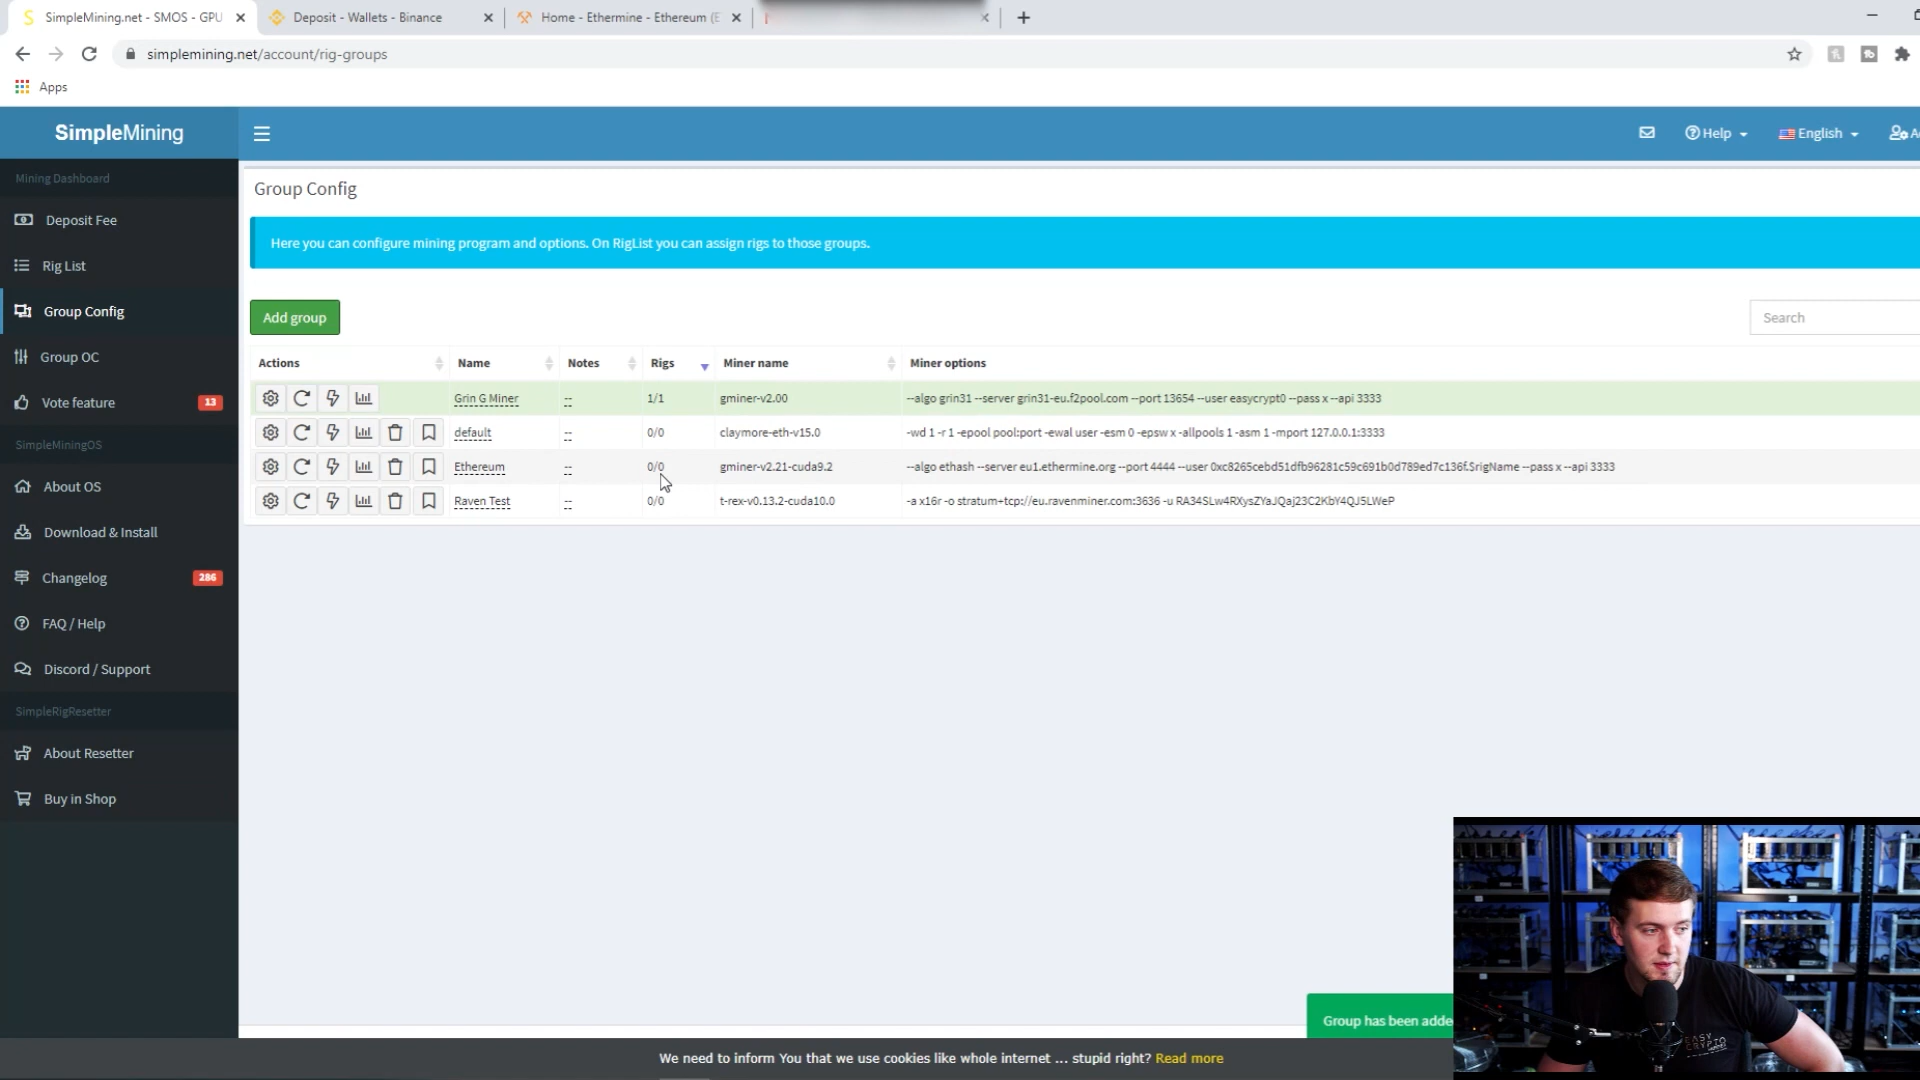 SimpleMining.net - SMOS - GPU
Deposit - Wallets - Binance
Home - Ethermine - Ethereum (E
simplemining.net/account/rig-groups
Apps
SimpleMining
Help
English
Mining Dashboard
Deposit Fee
Rig List
Group Config
Group OC
Vote feature 13
SimpleMiningOS
About OS
Download & Install
Changelog 286
FAQ / Help
Discord / Support
SimpleRigResetter
About Resetter
Buy in Shop
Group Config
Here you can configure mining program and options. On RigList you can assign rigs to those groups.
Add group
Search
Actions Name Notes Rigs Miner name Miner options
Grin G Miner -- 1/1 gminer-v2.00 --algo grin31 --server grin31-eu.f2pool.com --port 13654 --user easycrypt0 --pass x --api 3333
default -- 0/0 claymore-eth-v15.0 -wd 1 -r 1 -epool pool:port -ewal user -esm 0 -epsw x -allpools 1 -asm 1 -mport 127.0.0.1:3333
Ethereum -- 0/0 gminer-v2.21-cuda9.2 --algo ethash --server eu1.ethermine.org --port 4444 --user 0xc8265cebd51dfb96281c59c691b0d789ed7c136f.$rigName --pass x --api 3333
Raven Test -- 0/0 t-rex-v0.13.2-cuda10.0 -a x16r -o stratum+tcp://eu.ravenminer.com:3636 -u RA34SLw4RXysZYaJQaj23C2KbY4QJ5LWeP
Group has been adde
We need to inform You that we use cookies like whole internet ... stupid right? Read more
EASY
CRYPTO